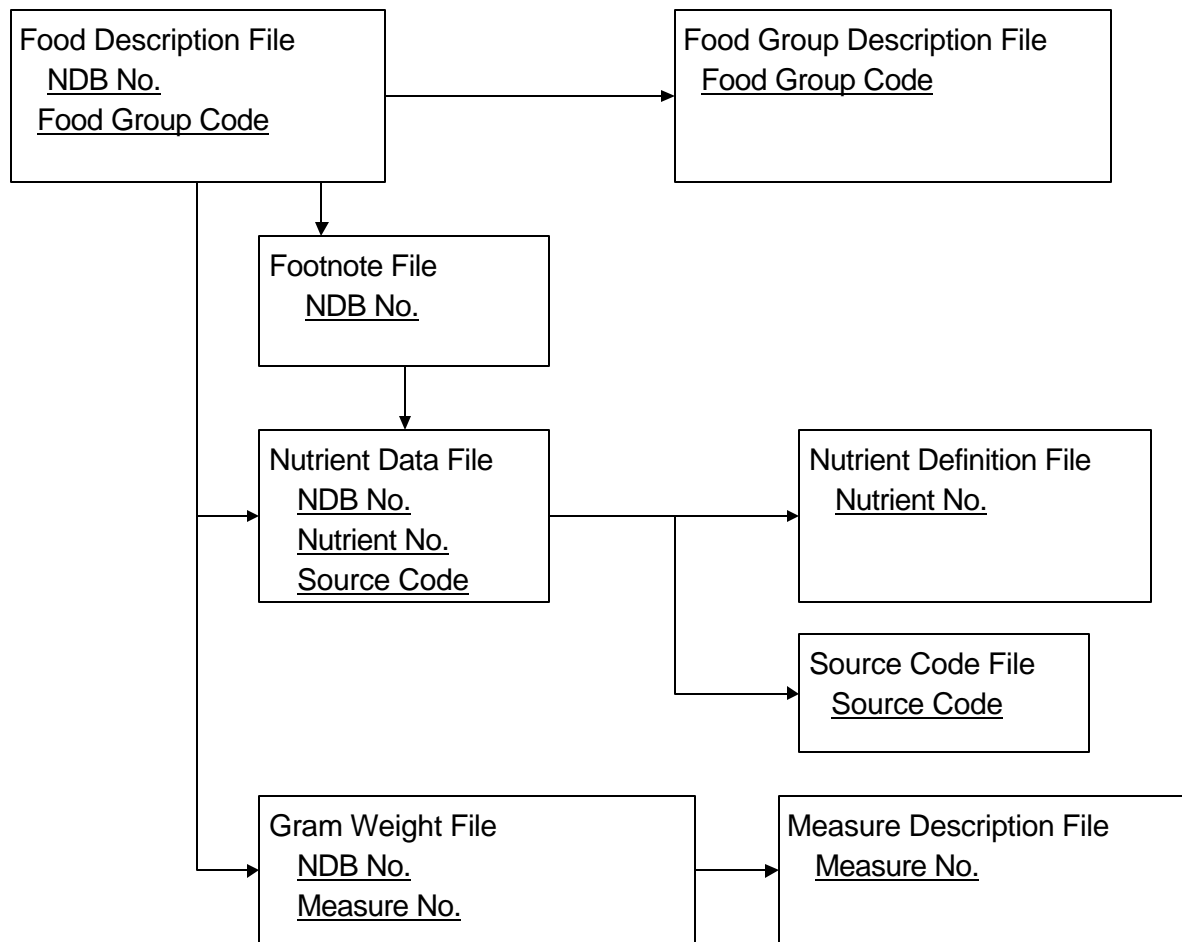 Food Description File
NDB No.
Food Group Code
Food Group Description File
Food Group Code
Footnote File
NDB No.
Nutrient Data File
NDB No.
Nutrient No.
Source Code
Nutrient Definition File
Nutrient No.
Source Code File
Source Code
Gram Weight File
NDB No.
Measure No.
Measure Description File
Measure No.